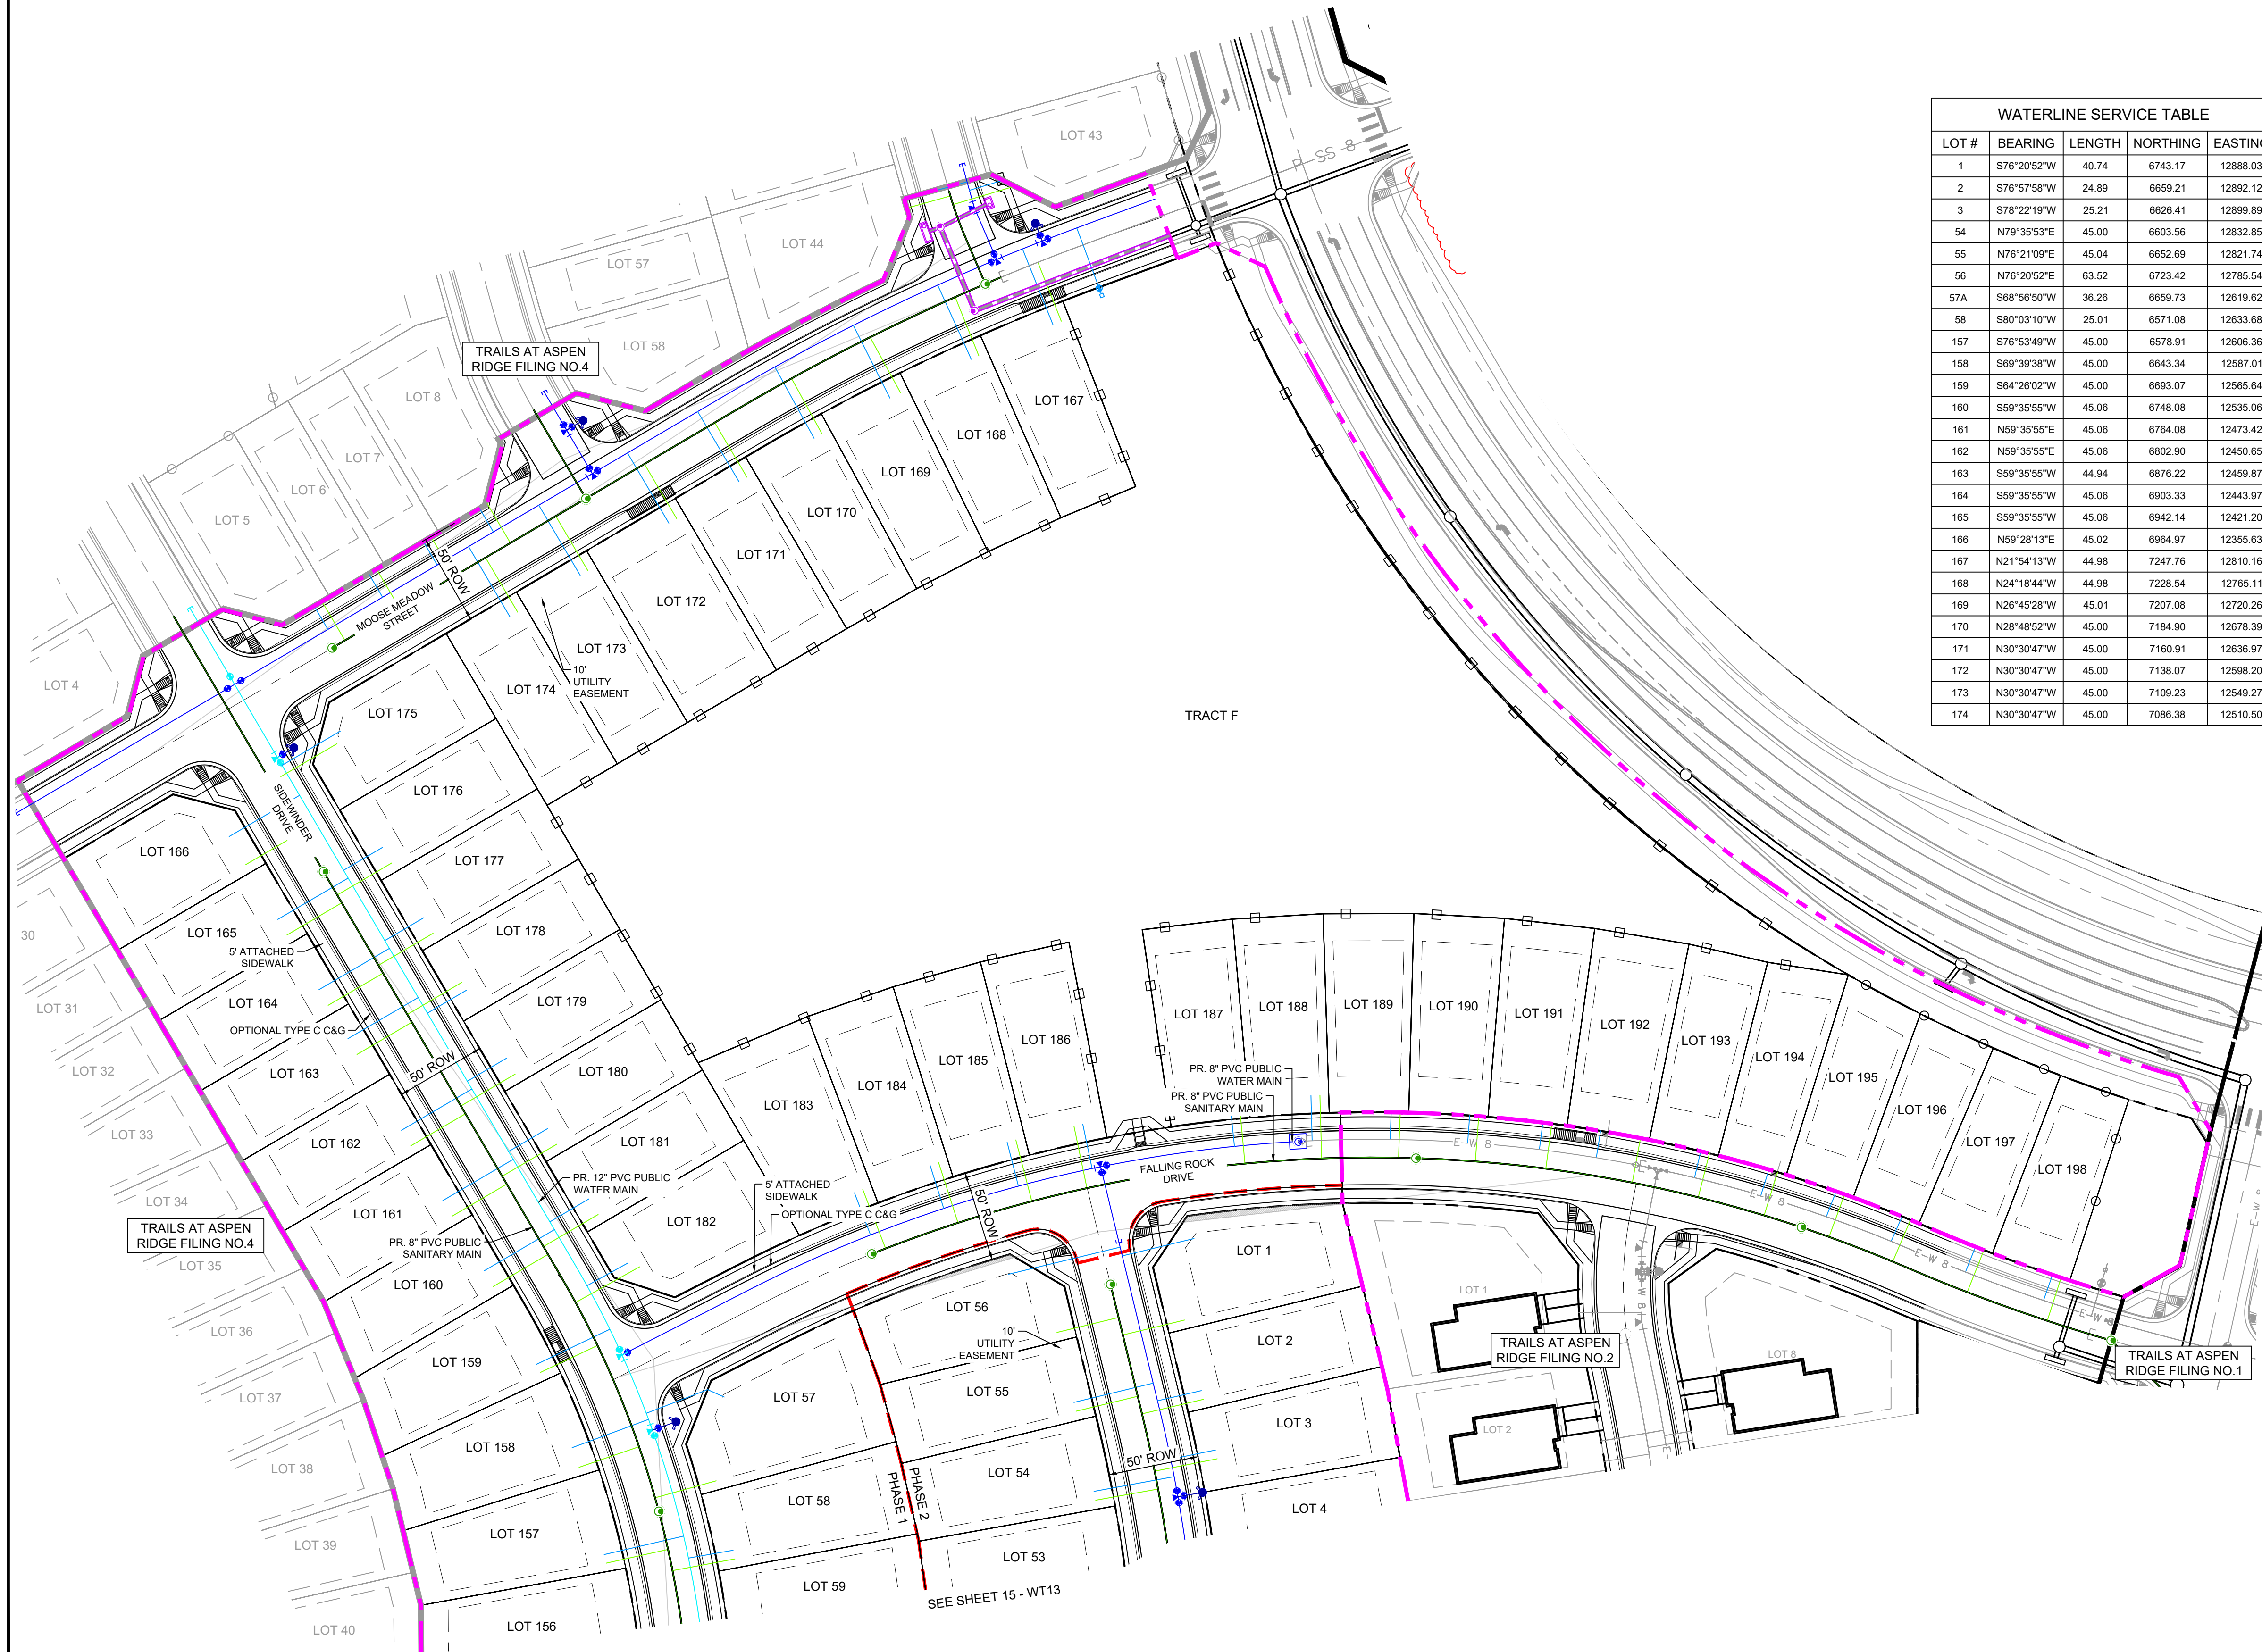 WATERLINE SERVICE TABLE
LOT # BEARING LENGTH NORTHING EASTING
1 S76°20'52"W 40.74 6743.17 12888.03
2 S76°57'58"W 24.89 6659.21 12892.12
3 S78°22'19"W 25.21 6626.41 12899.89
54 N79°35'53"E 45.00 6603.56 12832.85
55 N76°21'09"E 45.04 6652.69 12821.74
56 N76°20'52"E 63.52 6723.42 12785.54
57A S68°56'50"W 36.26 6659.73 12619.62
58 S80°03'10"W 25.01 6571.08 12633.68
157 S76°53'49"W 45.00 6578.91 12606.36
158 S69°39'38"W 45.00 6643.34 12587.01
159 S64°26'02"W 45.00 6693.07 12565.64
160 S59°35'55"W 45.06 6748.08 12535.06
161 N59°35'55"E 45.06 6764.08 12473.42
162 N59°35'55"E 45.06 6802.90 12450.65
163 S59°35'55"W 44.94 6876.22 12459.87
164 S59°35'55"W 45.06 6903.33 12443.97
165 S59°35'55"W 45.06 6942.14 12421.20
166 N59°28'13"E 45.02 6964.97 12355.63
167 N21°54'13"W 44.98 7247.76 12810.16
168 N24°18'44"W 44.98 7228.54 12765.11
169 N26°45'28"W 45.01 7207.08 12720.26
170 N28°48'52"W 45.00 7184.90 12678.39
171 N30°30'47"W 45.00 7160.91 12636.97
172 N30°30'47"W 45.00 7138.07 12598.20
173 N30°30'47"W 45.00 7109.23 12549.27
174 N30°30'47"W 45.00 7086.38 12510.50
LOT 43
P-SS 8
LOT 44
LOT 57
LOT 58
TRAILS AT ASPEN
RIDGE FILING NO.4
LOT 8
LOT 7
LOT 6
LOT 5
LOT 4
LOT 167
LOT 168
LOT 169
LOT 170
LOT 171
LOT 172
LOT 173
LOT 174
LOT 175
50' ROW
MOOSE MEADOW
STREET
10'
UTILITY
EASEMENT
TRACT F
SIDEWINDER
DRIVE
LOT 176
LOT 177
LOT 178
LOT 179
LOT 180
LOT 181
LOT 182
LOT 166
LOT 165
5' ATTACHED
SIDEWALK
LOT 164
OPTIONAL TYPE C C&G
LOT 163
50' ROW
LOT 162
LOT 161
PR. 12" PVC PUBLIC
WATER MAIN
PR. 8" PVC PUBLIC
SANITARY MAIN
LOT 160
LOT 159
LOT 158
LOT 157
LOT 156
30
LOT 31
LOT 32
LOT 33
LOT 34
TRAILS AT ASPEN
RIDGE FILING NO.4
LOT 35
LOT 36
LOT 37
LOT 38
LOT 39
LOT 40
LOT 183
LOT 184
LOT 185
LOT 186
LOT 187
LOT 188
LOT 189
LOT 190
LOT 191
LOT 192
LOT 193
LOT 194
LOT 195
LOT 196
LOT 197
LOT 198
PR. 8" PVC PUBLIC
WATER MAIN
PR. 8" PVC PUBLIC
SANITARY MAIN
FALLING ROCK
DRIVE
E-W 8
E-W 8
E-W 8
E-W 8
5' ATTACHED
SIDEWALK
OPTIONAL TYPE C C&G
50' ROW
LOT 1
LOT 2
LOT 3
LOT 4
LOT 56
10'
UTILITY
EASEMENT
LOT 55
LOT 54
LOT 53
LOT 57
LOT 58
LOT 59
PHASE 1
PHASE 2
50' ROW
SEE SHEET 15 - WT13
LOT 1
LOT 2
LOT 8
TRAILS AT ASPEN
RIDGE FILING NO.2
TRAILS AT ASPEN
RIDGE FILING NO.1